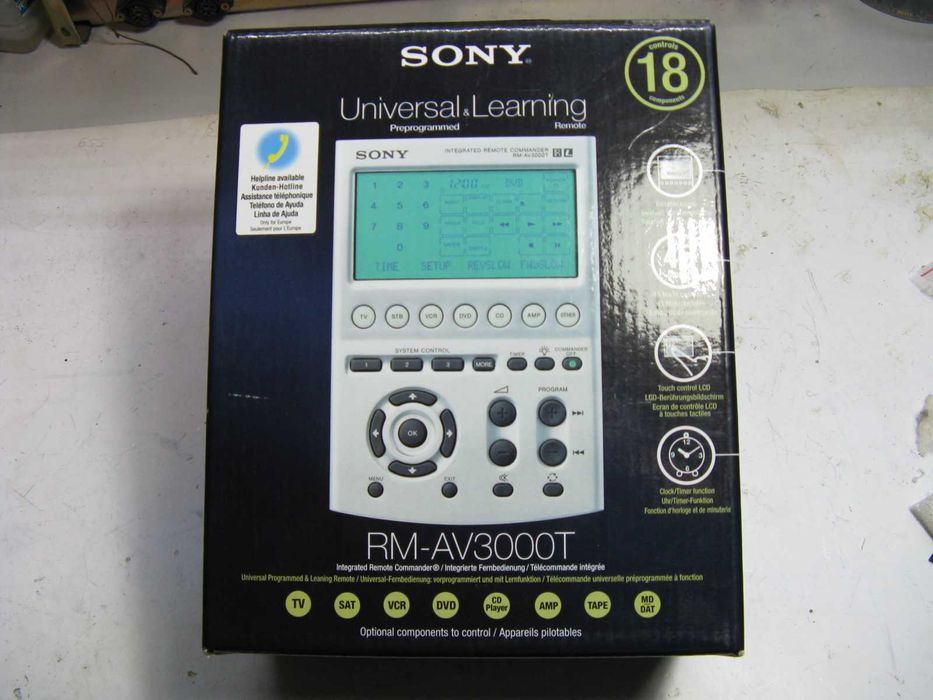 SONY
controls
18
components
Universal & Learning
Preprogrammed Remote
Helpline available
Kunden-Hotline
Assistance téléphonique
Teléfono de Ayuda
Linha de Ajuda
Only for Europe
Seulement pour L'Europe
SONY
INTEGRATED REMOTE COMMANDER
RM-AV3000T
1 2 3 1200 DVD
4 5 6
7 8 9
0
TIME SETUP REVSLOW FWDSLOW
TV STB VCR DVD CD AMP OTHER
SYSTEM CONTROL
TIMER
COMMANDER
OFF
1 2 3 MORE
PROGRAM
OK
MENU EXIT
Touch control LCD
LCD-Berührungsbildschirm
Ecran de contrôle LCD
à touches tactiles
12
9 3
6
Clock/Timer function
Uhr/Timer-Funktion
Fonction d'horloge et de minuterie
RM-AV3000T
Integrated Remote Commander® / Integrierte Fernbedienung / Télécommande intégrée
Universal Programmed & Leaning Remote / Universal-Fernbedienung: vorprogrammiert und mit Lernfunktion / Télécommande universelle préprogrammée à fonction
TV SAT VCR DVD CD Player AMP TAPE MD DAT
Optional components to control / Appareils pilotables